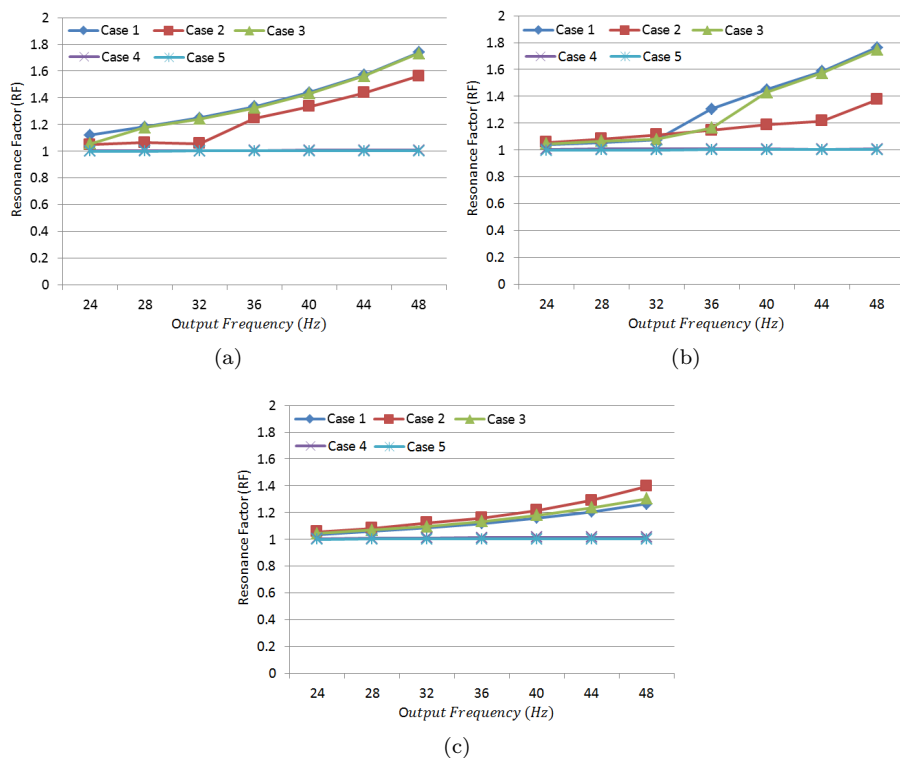 2
1.8
1.6
1.4
1.2
1
0.8
0.6
0.4
0.2
0
Resonance Factor (RF)
Case 1 Case 2 Case 3
Case 4 Case 5
24 28 32 36 40 44 48
Output Frequency (Hz)
(a)
2
1.8
1.6
1.4
1.2
1
0.8
0.6
0.4
0.2
0
Resonance Factor (RF)
Case 1 Case 2 Case 3
Case 4 Case 5
24 28 32 36 40 44 48
Output Frequency (Hz)
(b)
2
1.8
1.6
1.4
1.2
1
0.8
0.6
0.4
0.2
0
Resonance Factor (RF)
Case 1 Case 2 Case 3
Case 4 Case 5
24 28 32 36 40 44 48
Output Frequency (Hz)
(c)